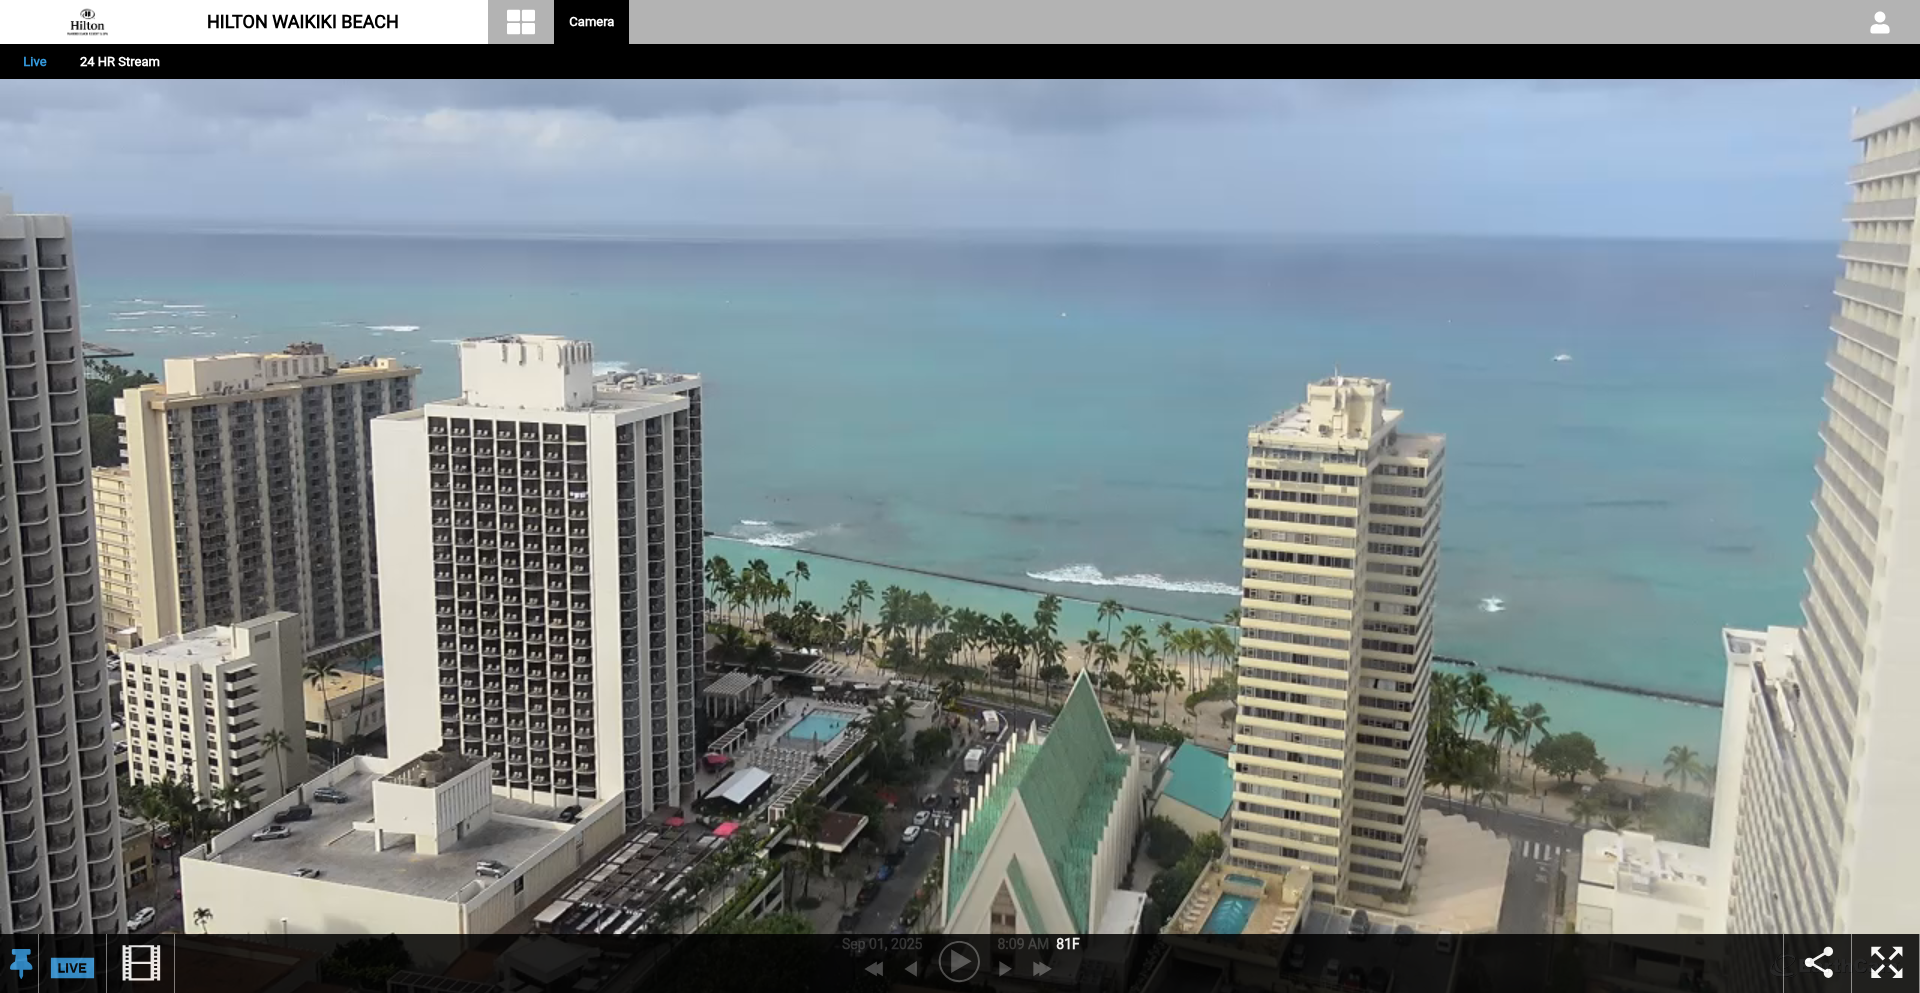 Hilton
HILTON WAIKIKI BEACH
Camera
Live
24 HR Stream
LIVE
Sep 01, 2025
8:09 AM
81F